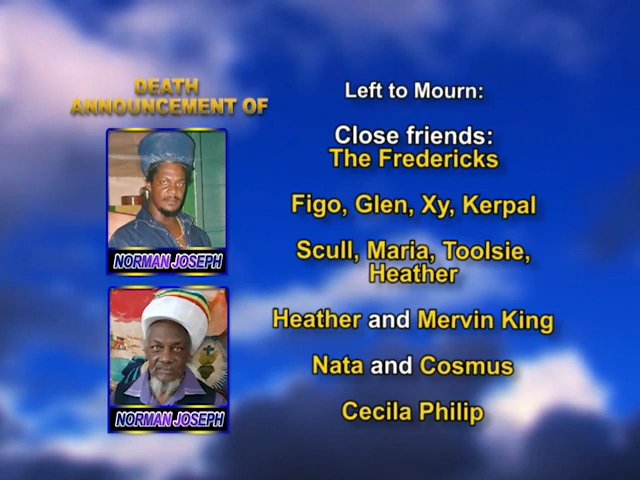 DEATH
ANNOUNCEMENT OF
NORMAN JOSEPH
NORMAN JOSEPH
Left to Mourn:
Close friends:
The Fredericks
Figo, Glen, Xy, Kerpal
Scull, Maria, Toolsie,
Heather
Heather and Mervin King
Nata and Cosmus
Cecila Philip